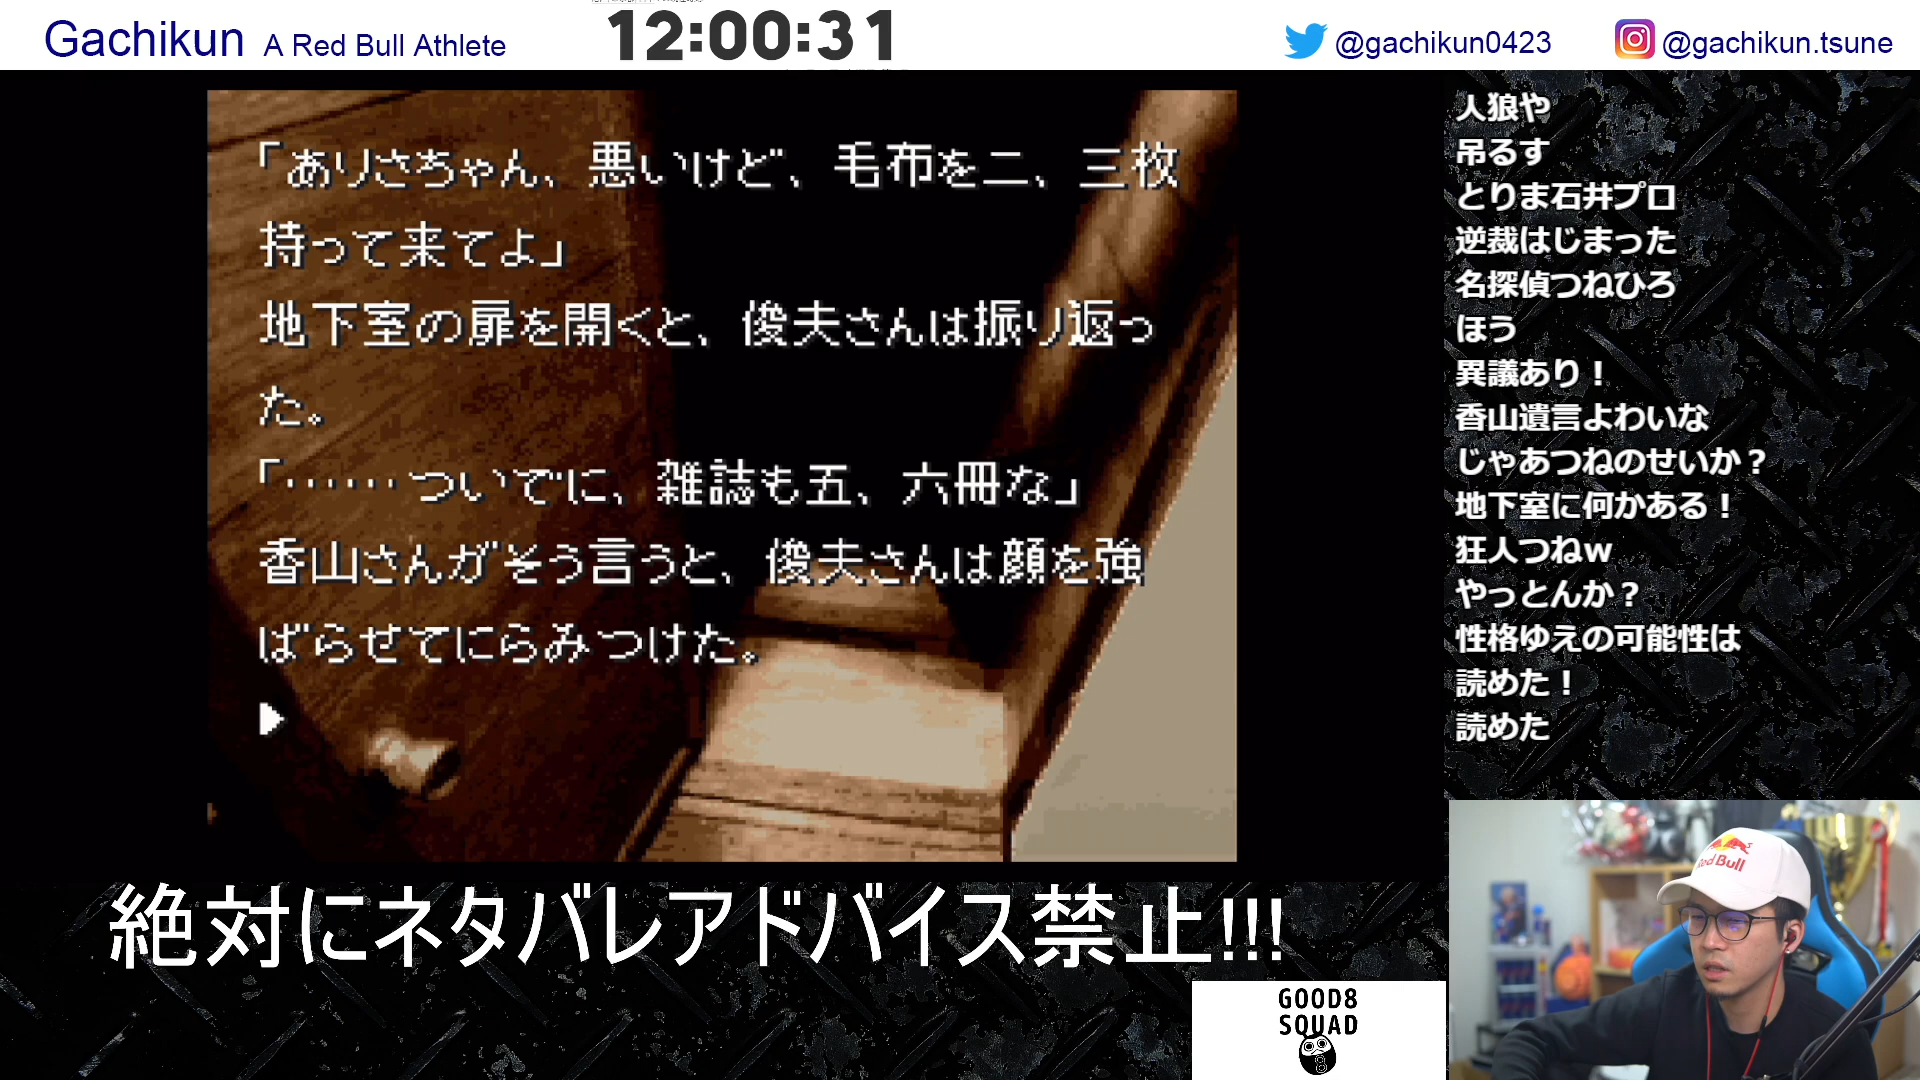 Gachikun A Red Bull Athlete
12:00:31
@gachikun0423
@gachikun.tsune
「ありさちゃん、悪いけど、毛布を二、三枚
持って来てよ」
地下室の扉を開くと、俊夫さんは振り返っ
た。
「‥‥‥ついでに、雑誌も五、六冊な」
香山さんがそう言うと、俊夫さんは顔を強
ばらせてにらみつけた。
人狼や
吊るす
とりま石井プロ
逆裁はじまった
名探偵つねひろ
ほう
異議あり！
香山遺言よわいな
じゃあつねのせいか？
地下室に何かある！
狂人つねｗ
やっとんか？
性格ゆえの可能性は
読めた！
読めた
絶対にネタバレアドバイス禁止!!!
GOOD8
SQUAD
Red Bull